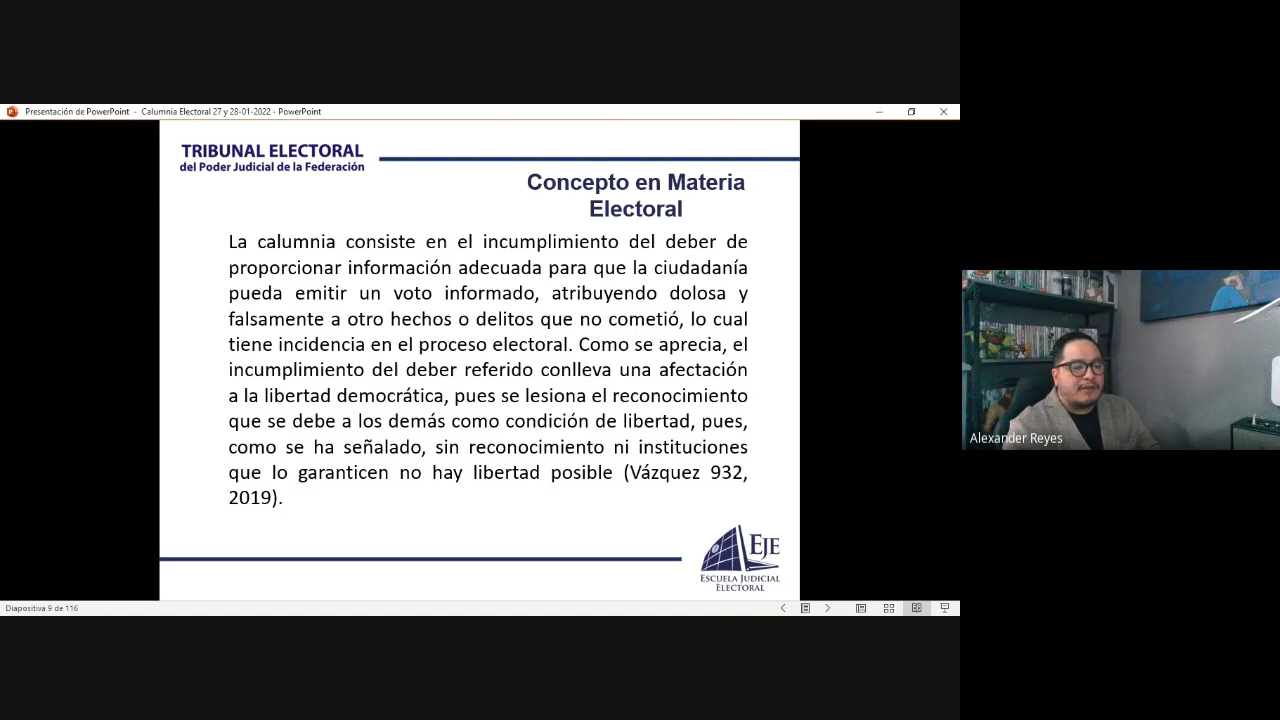 Presentación de PowerPoint - Calumnia Electoral 27 y 28-01-2022 - PowerPoint
TRIBUNAL ELECTORAL
del Poder Judicial de la Federación
Concepto en Materia
Electoral
La calumnia consiste en el incumplimiento del deber de
proporcionar información adecuada para que la ciudadanía
pueda emitir un voto informado, atribuyendo dolosa y
falsamente a otro hechos o delitos que no cometió, lo cual
tiene incidencia en el proceso electoral. Como se aprecia, el
incumplimiento del deber referido conlleva una afectación
a la libertad democrática, pues se lesiona el reconocimiento
que se debe a los demás como condición de libertad, pues,
como se ha señalado, sin reconocimiento ni instituciones
que lo garanticen no hay libertad posible (Vázquez 932,
2019).
EJE
ESCUELA JUDICIAL
ELECTORAL
Diapositiva 9 de 116
Alexander Reyes